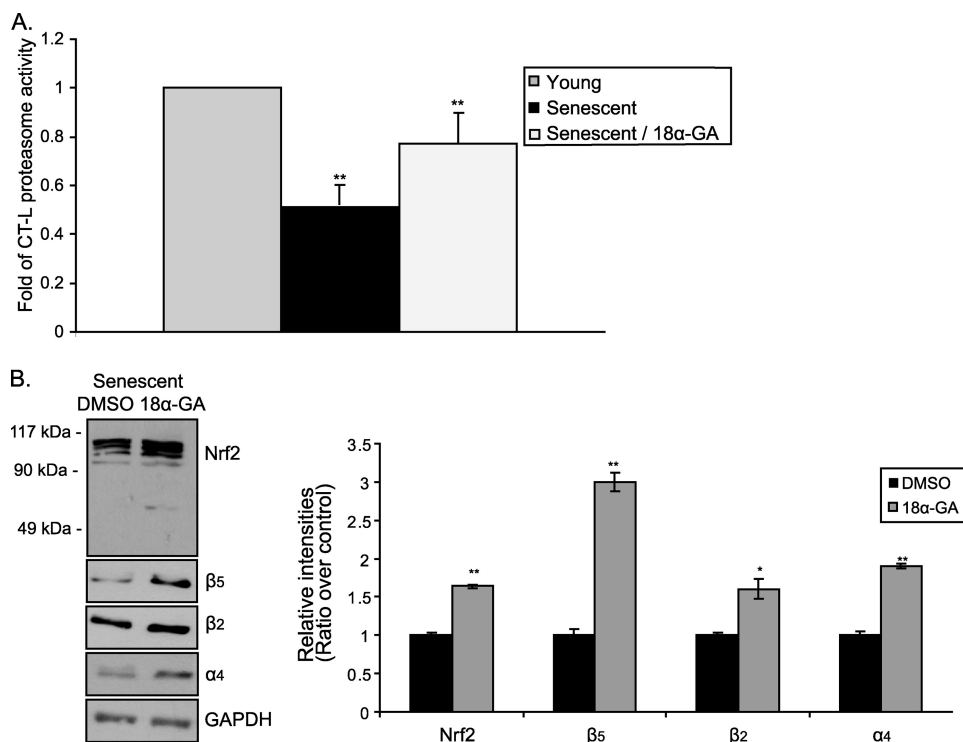 A.
1.2
1
0.8
0.6
0.4
0.2
0
Fold of CT-L proteasome activity
**
**
Young
Senescent
Senescent / 18α-GA
B.
Senescent
DMSO 18α-GA
117 kDa -
90 kDa -
49 kDa -
Nrf2
β5
β2
α4
GAPDH
Relative intensities
(Ratio over control)
3.5
3
2.5
2
1.5
1
0.5
0
**
**
*
**
DMSO
18α-GA
Nrf2 β5 β2 α4